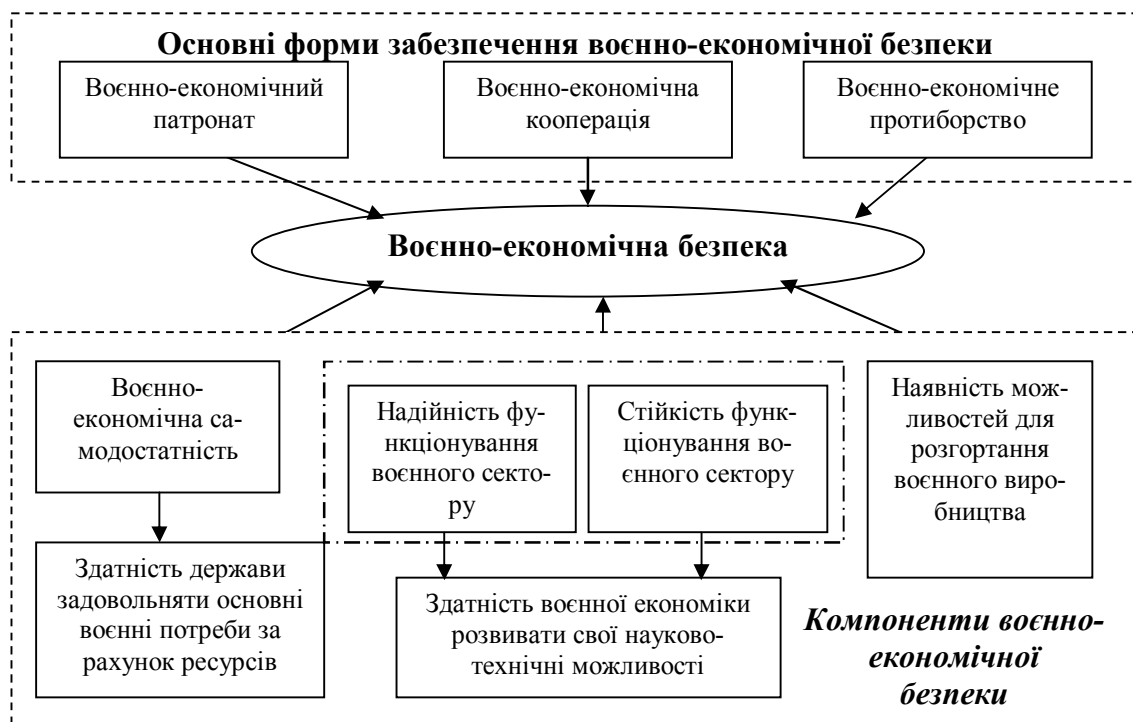 Основні форми забезпечення воєнно-економічної безпеки
Воєнно-економічний
патронат
Воєнно-економічна
кооперація
Воєнно-економічне
протиборство
Воєнно-економічна безпека
Воєнно-
економічна са-
модостатність
Надійність фу-
нкціонування
воєнного секто-
ру
Стійкість функ-
ціонування во-
єнного сектору
Наявність мож-
ливостей для
розгортання
воєнного виро-
бництва
Здатність держави
задовольняти основні
воєнні потреби за
рахунок ресурсів
Здатність воєнної економіки
розвивати свої науково-
технічні можливості
Компоненти воєнно-
економічної
безпеки